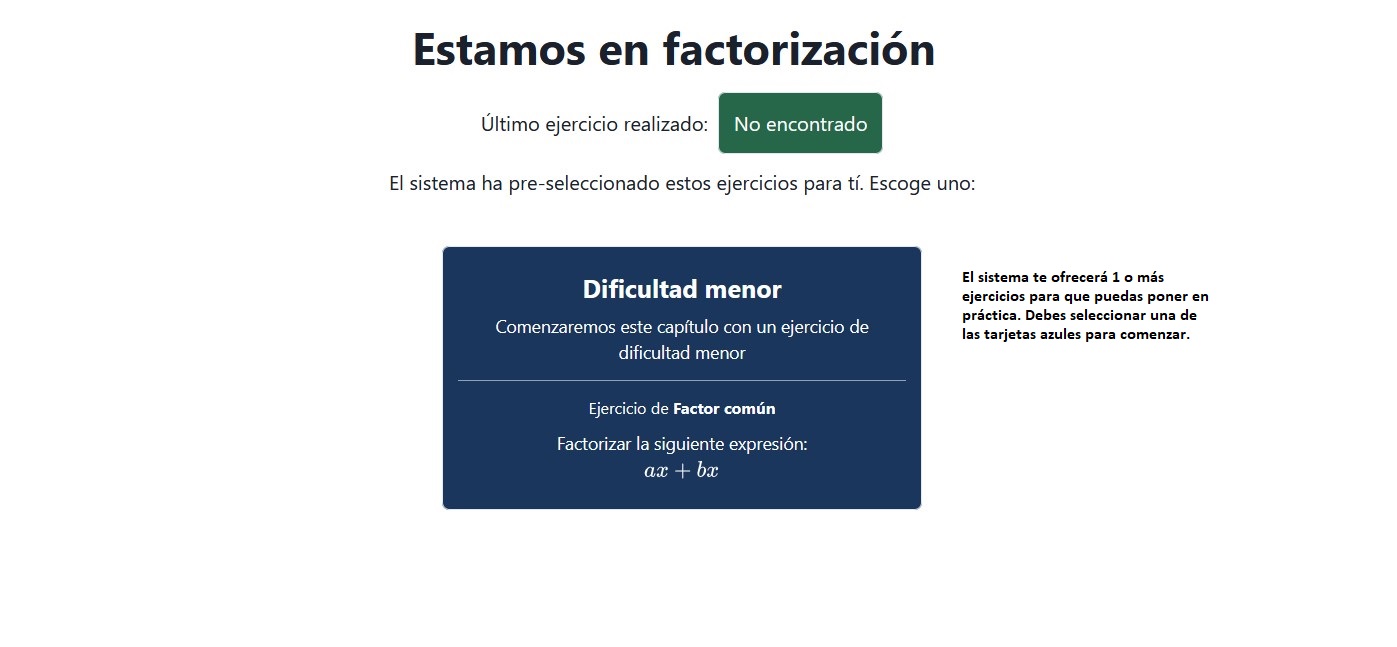 Estamos en factorización
Último ejercicio realizado: No encontrado
El sistema ha pre-seleccionado estos ejercicios para tí. Escoge uno:
Dificultad menor
Comenzaremos este capítulo con un ejercicio de
dificultad menor
Ejercicio de Factor común
Factorizar la siguiente expresión:
ax + bx
El sistema te ofrecerá 1 o más
ejercicios para que puedas poner en
práctica. Debes seleccionar una de
las tarjetas azules para comenzar.